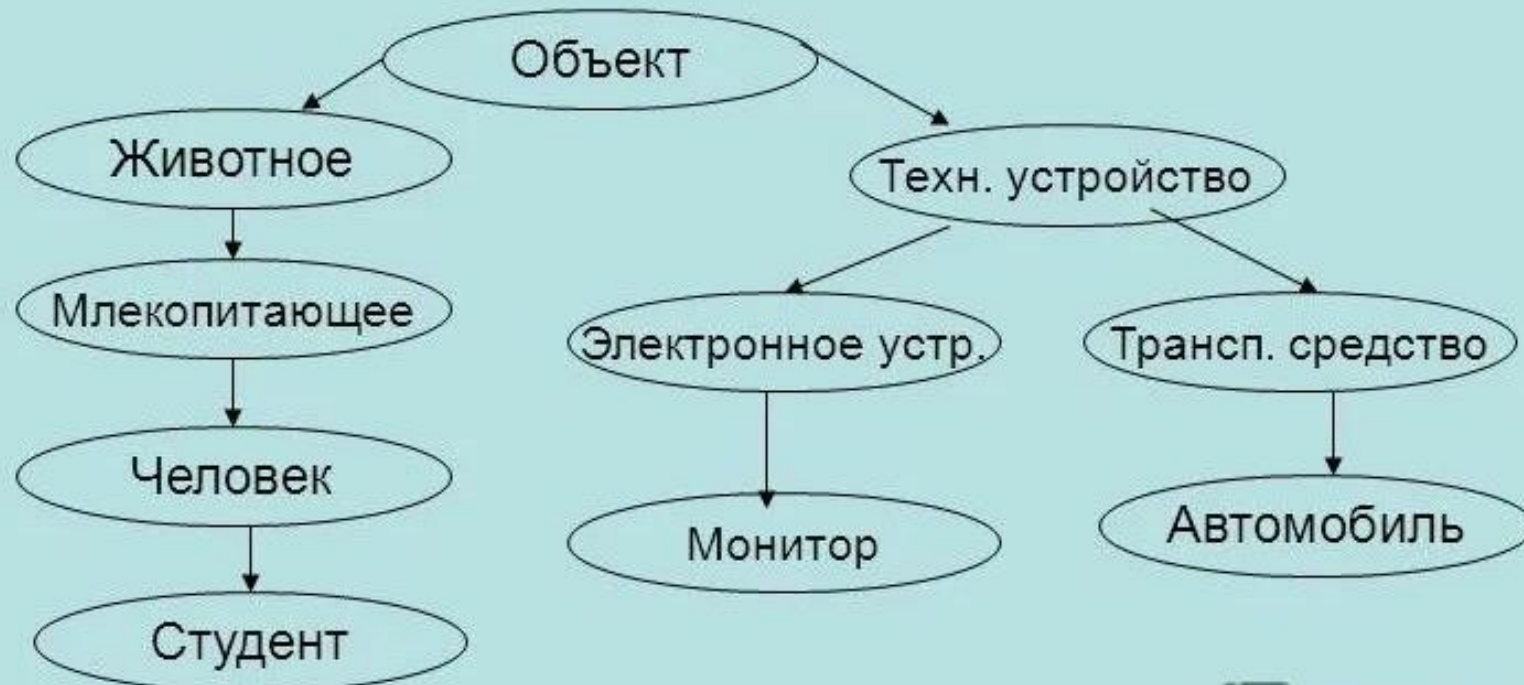 Объект
Животное
Техн. устройство
Млекопитающее
Электронное устр.
Трансп. средство
Человек
Монитор
Автомобиль
Студент